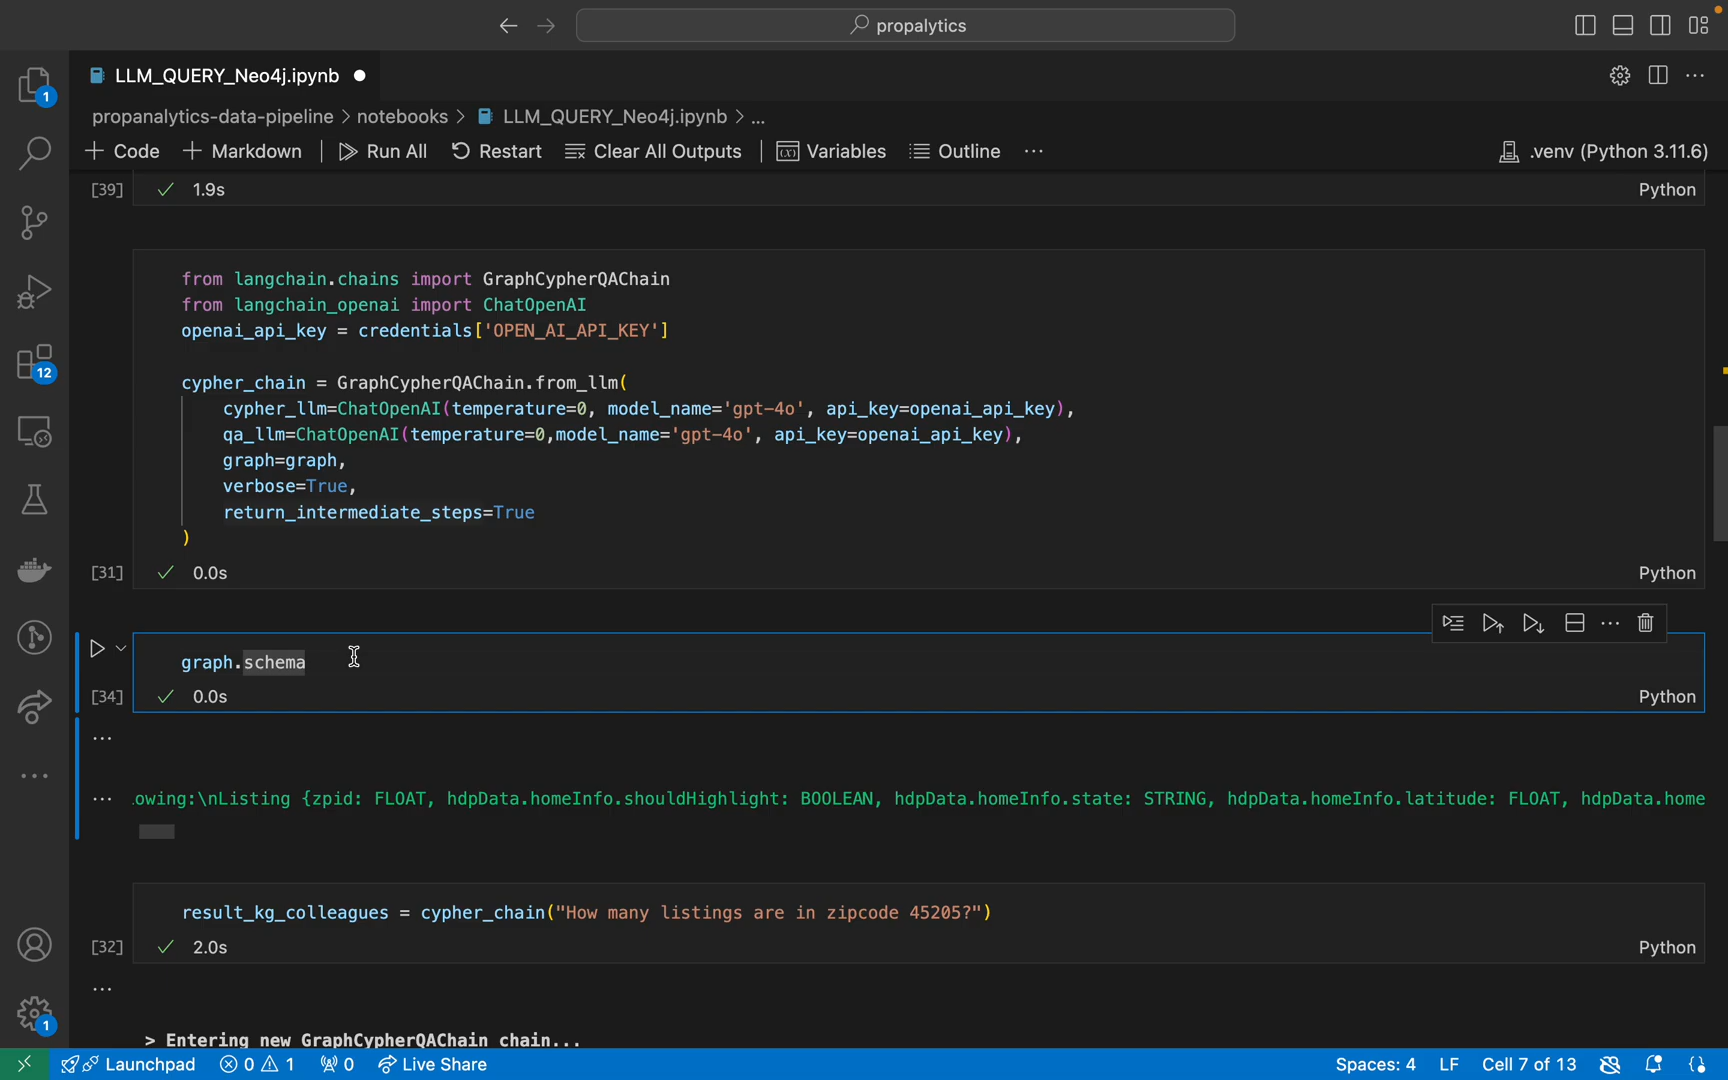 propalytics
LLM_QUERY_Neo4j.ipynb
1
propanalytics-data-pipeline > notebooks > LLM_QUERY_Neo4j.ipynb > ...
+ Code + Markdown Run All Restart Clear All Outputs Variables Outline ... .venv (Python 3.11.6)
[39] 1.9s Python
from langchain.chains import GraphCypherQAChain
from langchain_openai import ChatOpenAI
openai_api_key = credentials['OPEN_AI_API_KEY']
12
cypher_chain = GraphCypherQAChain.from_llm(
cypher_llm=ChatOpenAI(temperature=0, model_name='gpt-4o', api_key=openai_api_key),
qa_llm=ChatOpenAI(temperature=0,model_name='gpt-4o', api_key=openai_api_key),
graph=graph,
verbose=True,
return_intermediate_steps=True
)
[31] 0.0s Python
graph.schema
[34] 0.0s Python
...
... .owing:\nListing {zpid: FLOAT, hdpData.homeInfo.shouldHighlight: BOOLEAN, hdpData.homeInfo.state: STRING, hdpData.homeInfo.latitude: FLOAT, hdpData.home
result_kg_colleagues = cypher_chain("How many listings are in zipcode 45205?")
[32] 2.0s Python
...
1
> Entering new GraphCypherQAChain chain...
Launchpad 0 1 0 Live Share Spaces: 4 LF Cell 7 of 13